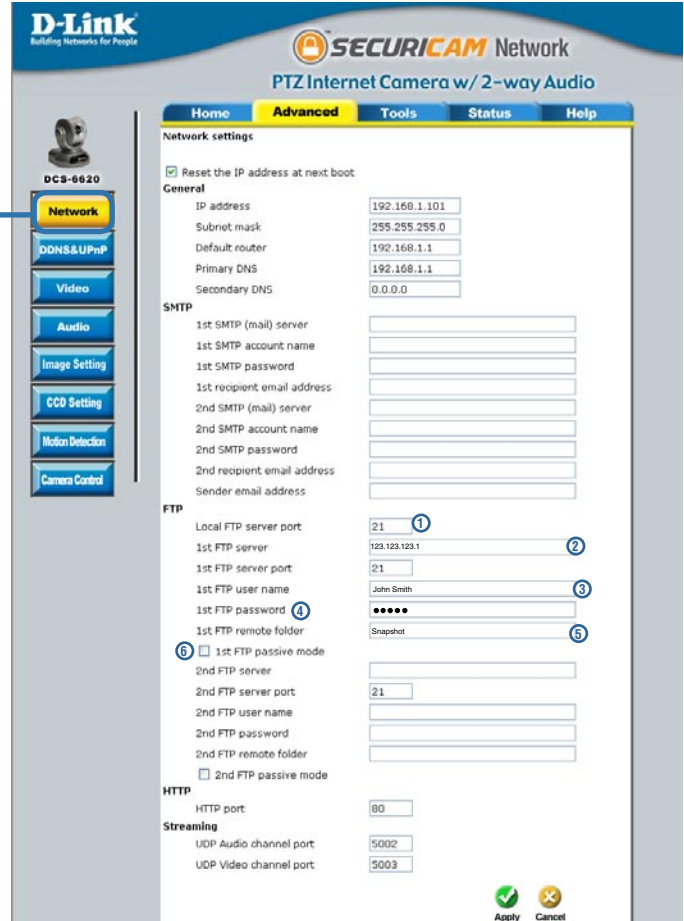 D-Link
Building Networks for People
SECURICAM Network
PTZ Internet Camera w/ 2-way Audio
Home Advanced Tools Status Help
DCS-6620
Network
DDNS&UPnP
Video
Audio
Image Setting
CCD Setting
Motion Detection
Camera Control
Network settings
Reset the IP address at next boot
General
IP address 192.168.1.101
Subnet mask 255.255.255.0
Default router 192.168.1.1
Primary DNS 192.168.1.1
Secondary DNS 0.0.0.0
SMTP
1st SMTP (mail) server
1st SMTP account name
1st SMTP password
1st recipient email address
2nd SMTP (mail) server
2nd SMTP account name
2nd SMTP password
2nd recipient email address
Sender email address
FTP
Local FTP server port 21 1
1st FTP server 123.123.123.1 2
1st FTP server port 21
1st FTP user name John Smith 3
1st FTP password 4 •••••
1st FTP remote folder Snapshot 5
6 1st FTP passive mode
2nd FTP server
2nd FTP server port 21
2nd FTP user name
2nd FTP password
2nd FTP remote folder
2nd FTP passive mode
HTTP
HTTP port 80
Streaming
UDP Audio channel port 5002
UDP Video channel port 5003
Apply Cancel